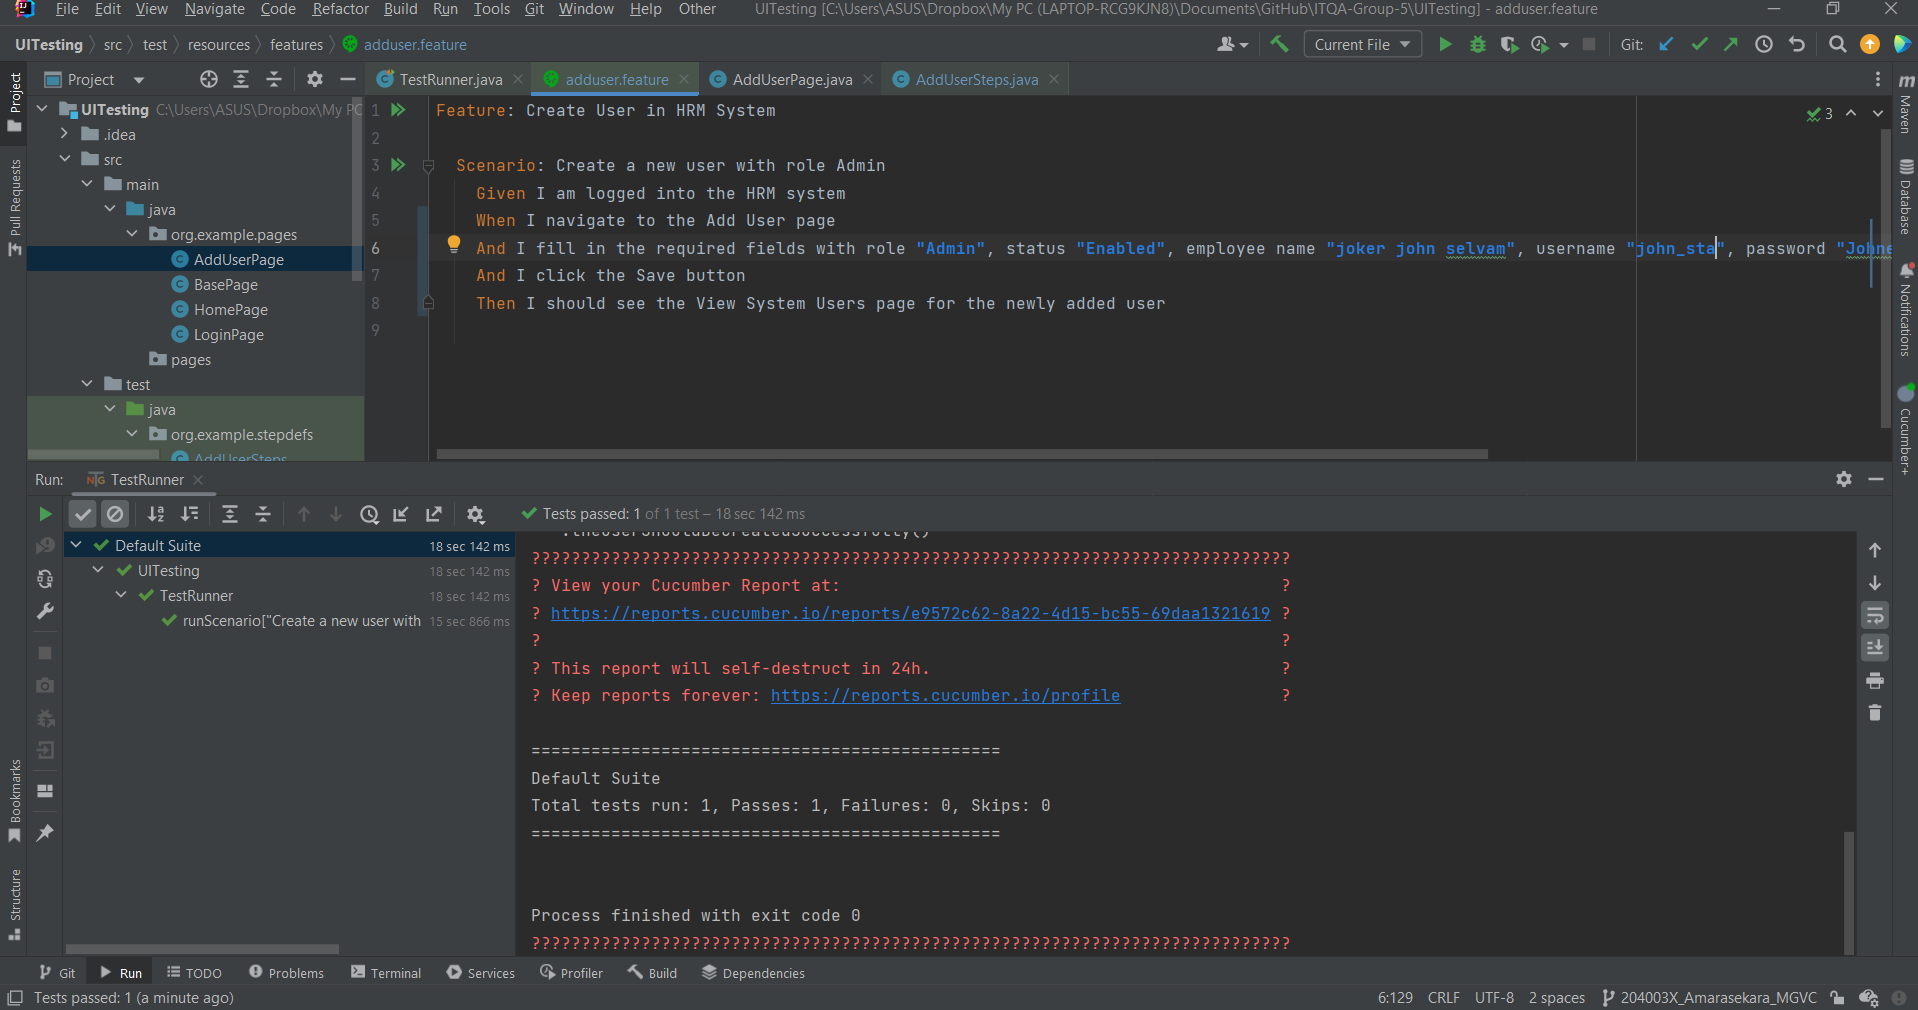 File Edit View Navigate Code Refactor Build Run Tools Git Window Help Other UITesting [C:\Users\ASUS\Dropbox\My PC (LAPTOP-RCG9KJN8)\Documents\GitHub\ITQA-Group-5\UITesting] - adduser.feature
UITesting src test resources features adduser.feature Current File Git:
Project TestRunner.java adduser.feature AddUserPage.java AddUserSteps.java
Project
Pull Requests
UITesting C:\Users\ASUS\Dropbox\My PC
.idea
src
main
java
org.example.pages
AddUserPage
BasePage
HomePage
LoginPage
pages
test
java
org.example.stepdefs
AddUserSteps
1 Feature: Create User in HRM System
3
2
3 Scenario: Create a new user with role Admin
4 Given I am logged into the HRM system
5 When I navigate to the Add User page
6 And I fill in the required fields with role "Admin", status "Enabled", employee name "joker john selvam", username "john_sta", password "Johne
7 And I click the Save button
8 Then I should see the View System Users page for the newly added user
9
Maven
Database
Notifications
Cucumber+
Run: TestRunner
Tests passed: 1 of 1 test – 18 sec 142 ms
Default Suite 18 sec 142 ms
UITesting 18 sec 142 ms
TestRunner 18 sec 142 ms
runScenario["Create a new user with 15 sec 866 ms
.theUserShouldBeCreatedSuccessfully()
????????????????????????????????????????????????????????????????????????????
? View your Cucumber Report at: ?
? https://reports.cucumber.io/reports/e9572c62-8a22-4d15-bc55-69daa1321619 ?
? ?
? This report will self-destruct in 24h. ?
? Keep reports forever: https://reports.cucumber.io/profile ?
===============================================
Default Suite
Total tests run: 1, Passes: 1, Failures: 0, Skips: 0
===============================================
Process finished with exit code 0
????????????????????????????????????????????????????????????????????????????
Bookmarks
Structure
Git Run TODO Problems Terminal Services Profiler Build Dependencies
Tests passed: 1 (a minute ago) 6:129 CRLF UTF-8 2 spaces 204003X_Amarasekara_MGVC